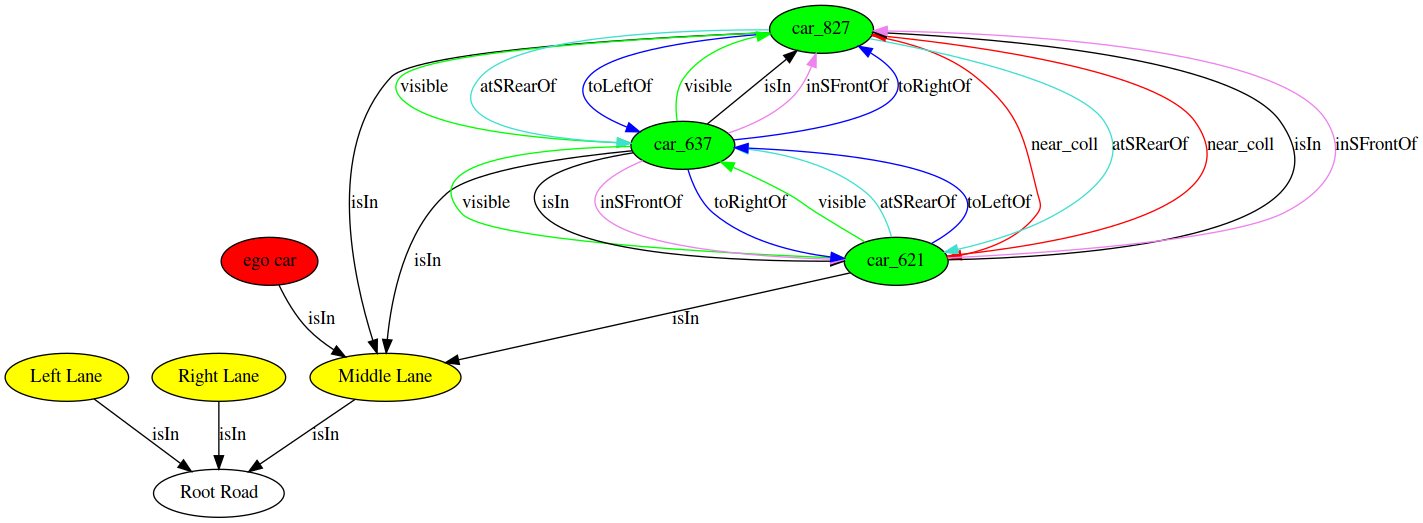 car_827
visible
atSRearOf
toLeftOf
visible
isIn
inSFrontOf
toRightOf
car_637
near_coll
atSRearOf
near_coll
isIn
inSFrontOf
isIn
visible
isIn
inSFrontOf
toRightOf
visible
atSRearOf
toLeftOf
ego car
isIn
car_621
isIn
isIn
Left Lane
Right Lane
Middle Lane
isIn
isIn
isIn
Root Road